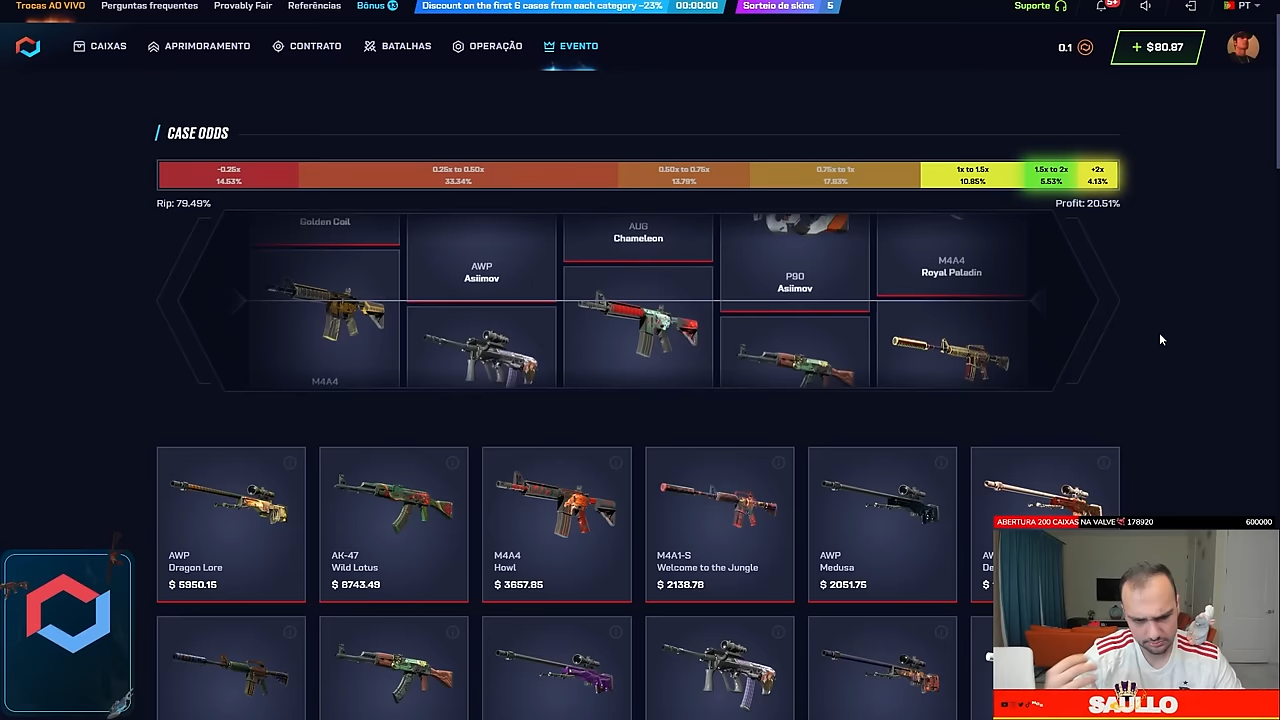 Trocas AO VIVO Perguntas frequentes Provably Fair Referências Bônus 13 Discount on the first 6 cases from each category –23% 00:00:00 Sorteio de skins 5 Suporte 5+ PT
CAIXAS APRIMORAMENTO CONTRATO BATALHAS OPERAÇÃO EVENTO 0.1 + $80.87
CASE ODDS
-0.25x 0.25x to 0.50x 0.50x to 0.75x 0.75x to 1x 1x to 1.5x 1.5x to 2x +2x
14.53% 33.34% 13.79% 17.83% 10.85% 5.53% 4.13%
Rip: 79.49% Profit: 20.51%
Golden Coil
AUG
Chameleon
AWP
Asiimov
P90
Asiimov
M4A4
Royal Paladin
M4A4
AWP
Dragon Lore
$ 5950.15
AK-47
Wild Lotus
$ 8743.49
M4A4
Howl
$ 3657.85
M4A1-S
Welcome to the Jungle
$ 2138.78
AWP
Medusa
$ 2051.75
ABERTURA 200 CAIXAS NA VALVE 178920 600000
SAULLO